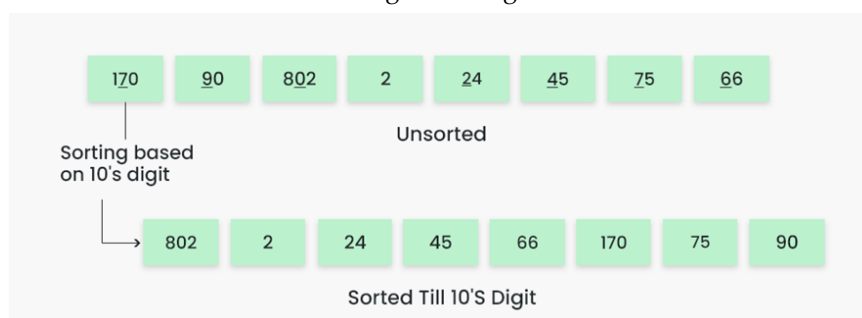 170 90 802 2 24 45 75 66
Unsorted
Sorting based
on 10's digit
802 2 24 45 66 170 75 90
Sorted Till 10'S Digit